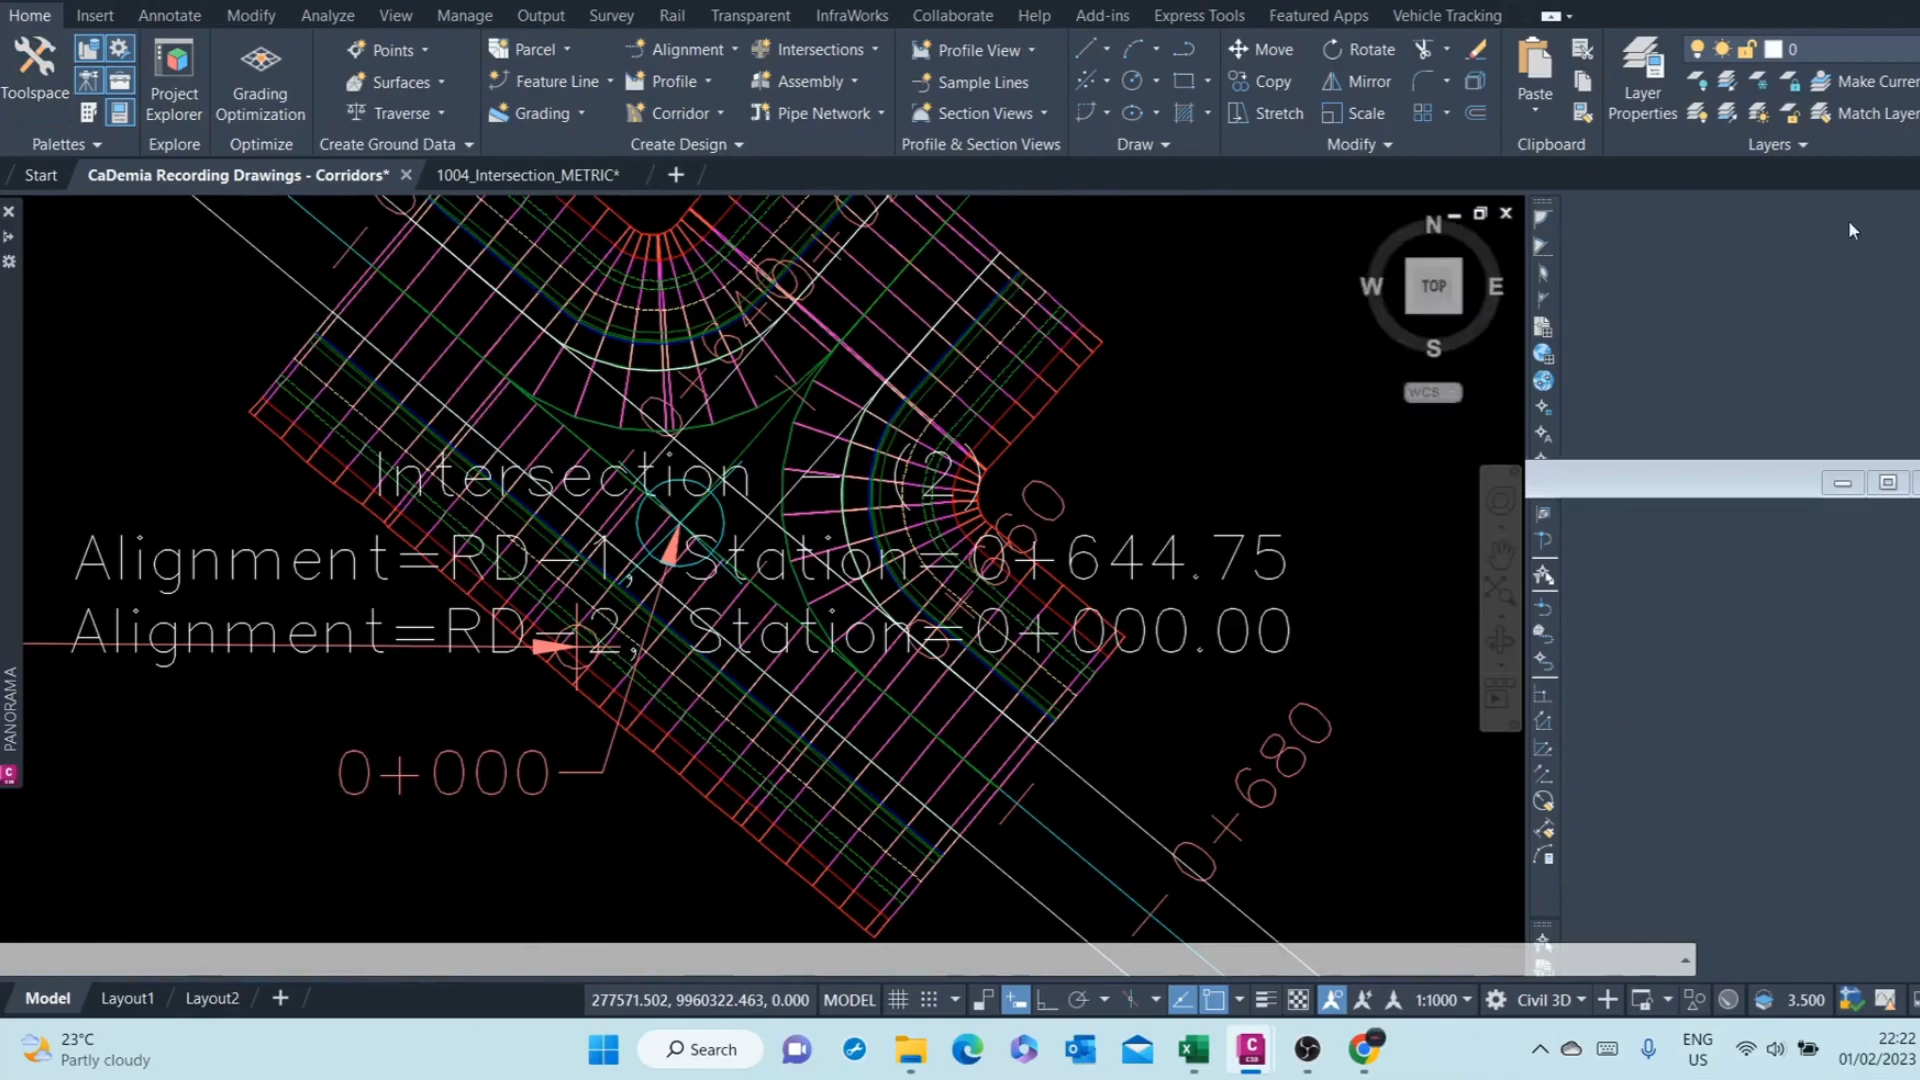 Home Insert Annotate Modify Analyze View Manage Output Survey Rail Transparent InfraWorks Collaborate Help Add-ins Express Tools Featured Apps Vehicle Tracking
Points Parcel Alignment Intersections Profile View Move Rotate 0
Surfaces Feature Line Profile Assembly Sample Lines Copy Mirror Make Curren
Toolspace Project Explorer Grading Optimization Paste Layer Properties
Traverse Grading Corridor Pipe Network Section Views Stretch Scale Match Layer
Palettes Explore Optimize Create Ground Data Create Design Profile & Section Views Draw Modify Clipboard Layers
Start CaDemia Recording Drawings - Corridors* 1004_Intersection_METRIC*
N
W TOP E
S
WCS
Intersection - (2)
Alignment=RD-1, Station=0+644.75
Alignment=RD-2, Station=0+000.00
0+000
0+680
PANORAMA
Model Layout1 Layout2 277571.502, 9960322.463, 0.000 MODEL 1:1000 Civil 3D 3.500
23°C
Partly cloudy
Search
ENG
US
22:22
01/02/2023